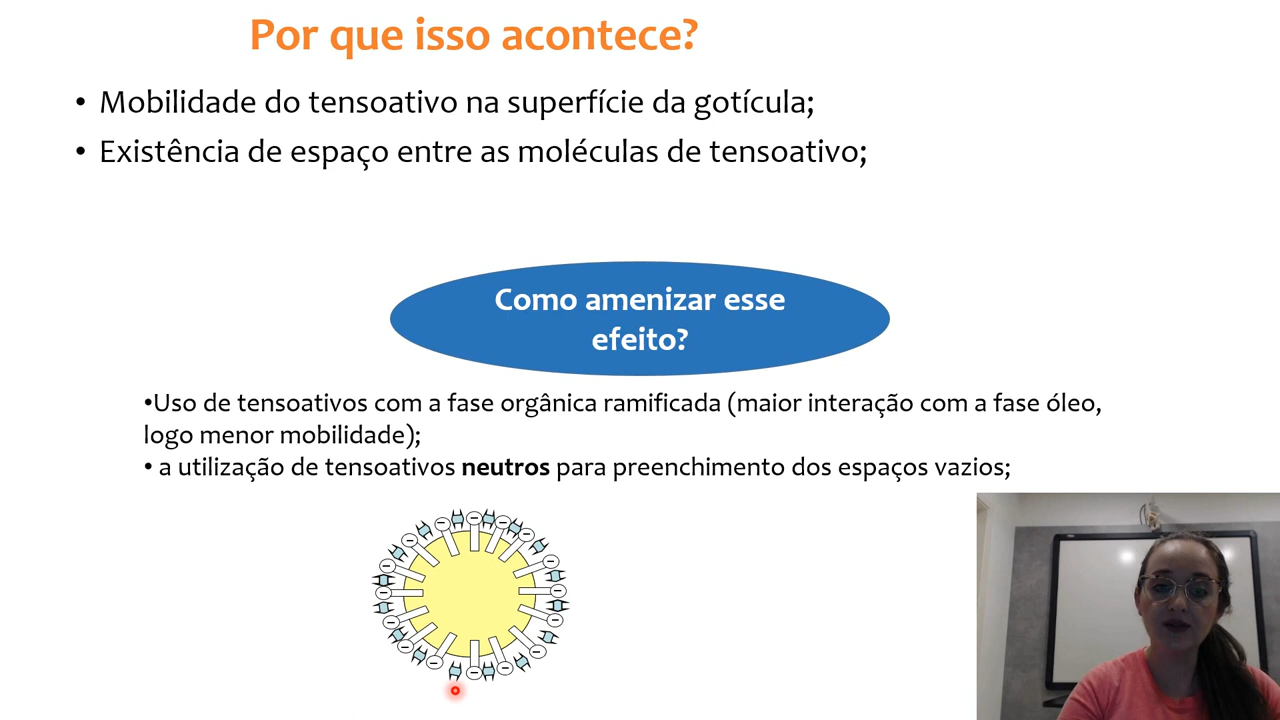 Por que isso acontece?
• Mobilidade do tensoativo na superfície da gotícula;
• Existência de espaço entre as moléculas de tensoativo;
Como amenizar esse
efeito?
•Uso de tensoativos com a fase orgânica ramificada (maior interação com a fase óleo,
logo menor mobilidade);
• a utilização de tensoativos neutros para preenchimento dos espaços vazios;